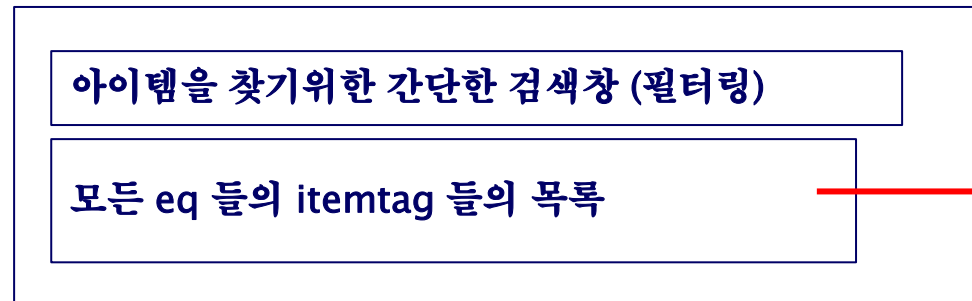 아이템을 찾기위한 간단한 검색창 (필터링)
모든 eq 들의 itemtag 들의 목록